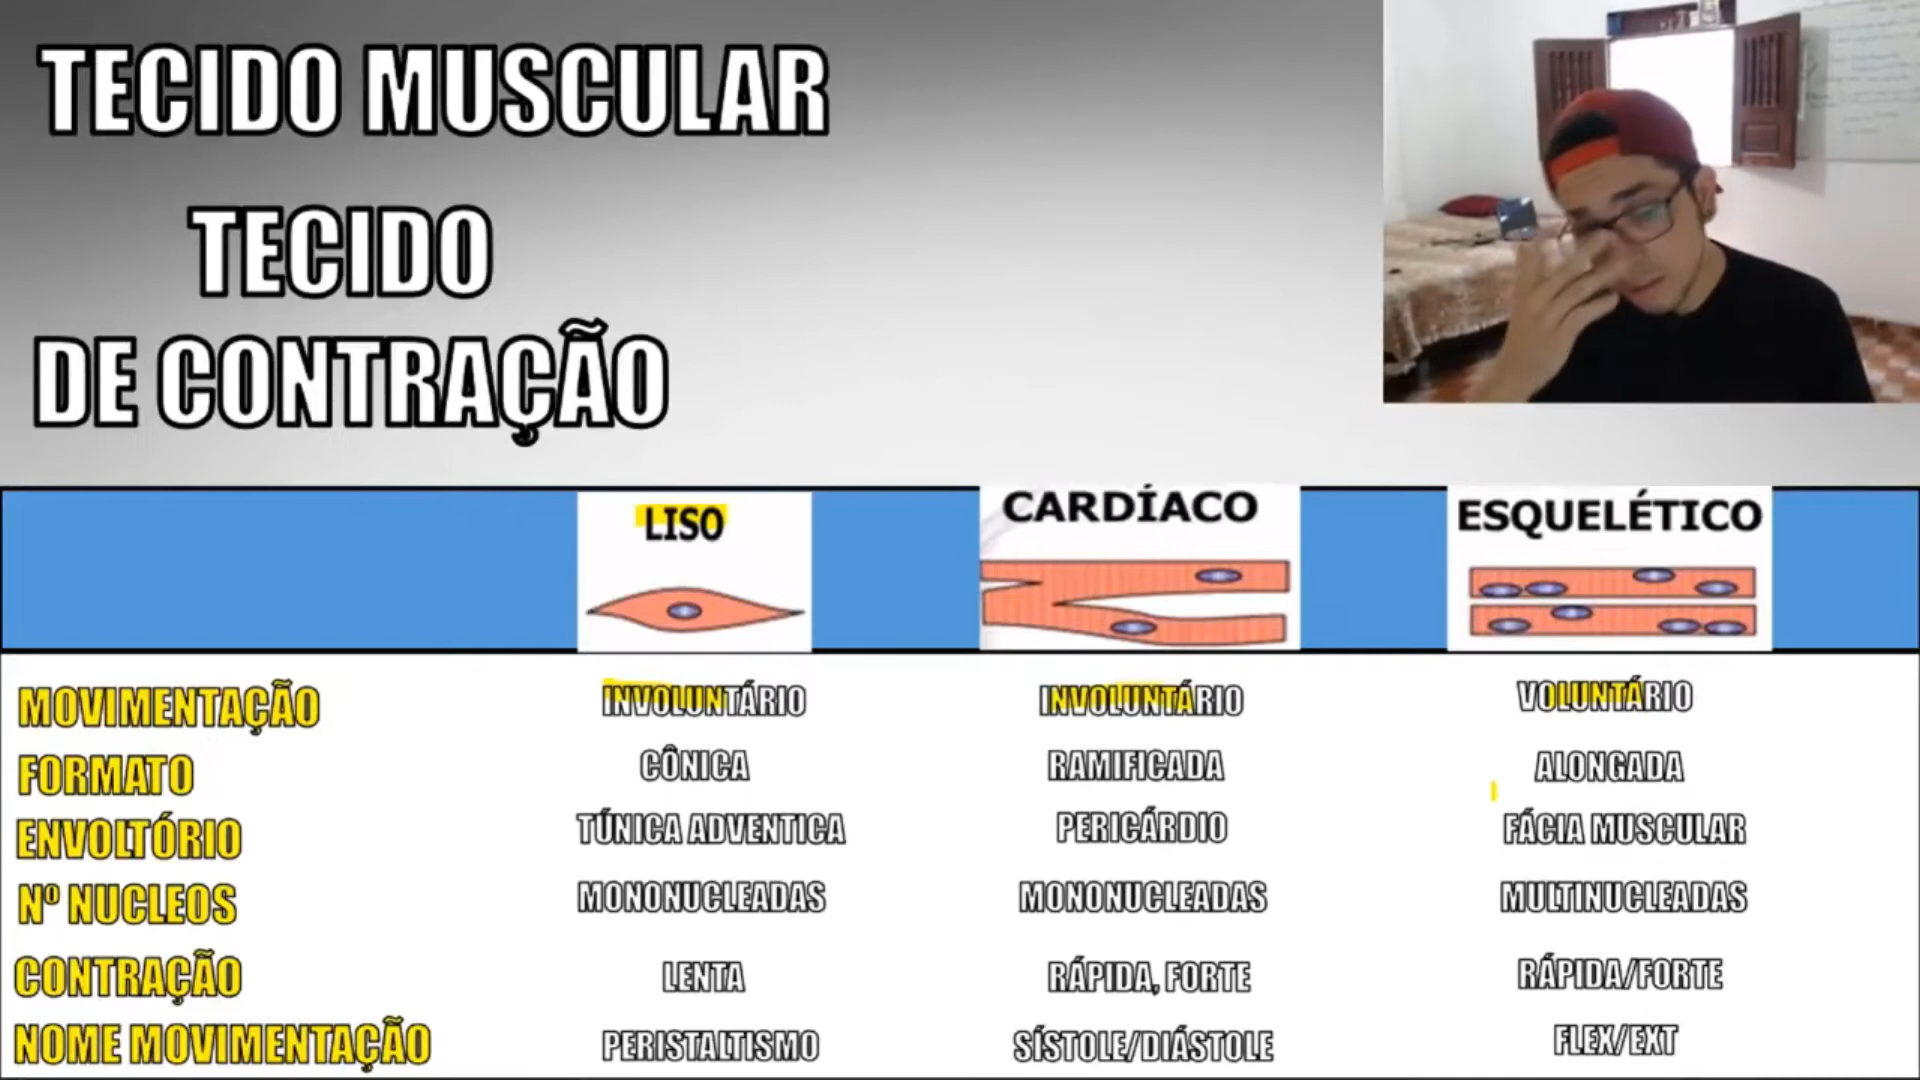 TECIDO MUSCULAR
TECIDO
DE CONTRAÇÃO
LISO CARDÍACO ESQUELÉTICO
MOVIMENTAÇÃO INVOLUNTÁRIO INVOLUNTÁRIO VOLUNTÁRIO
FORMATO CÔNICA RAMIFICADA ALONGADA
ENVOLTÓRIO TÚNICA ADVENTICA PERICÁRDIO FÁCIA MUSCULAR
Nº NUCLEOS MONONUCLEADAS MONONUCLEADAS MULTINUCLEADAS
CONTRAÇÃO LENTA RÁPIDA, FORTE RÁPIDA/FORTE
NOME MOVIMENTAÇÃO PERISTALTISMO SÍSTOLE/DIÁSTOLE FLEX/EXT